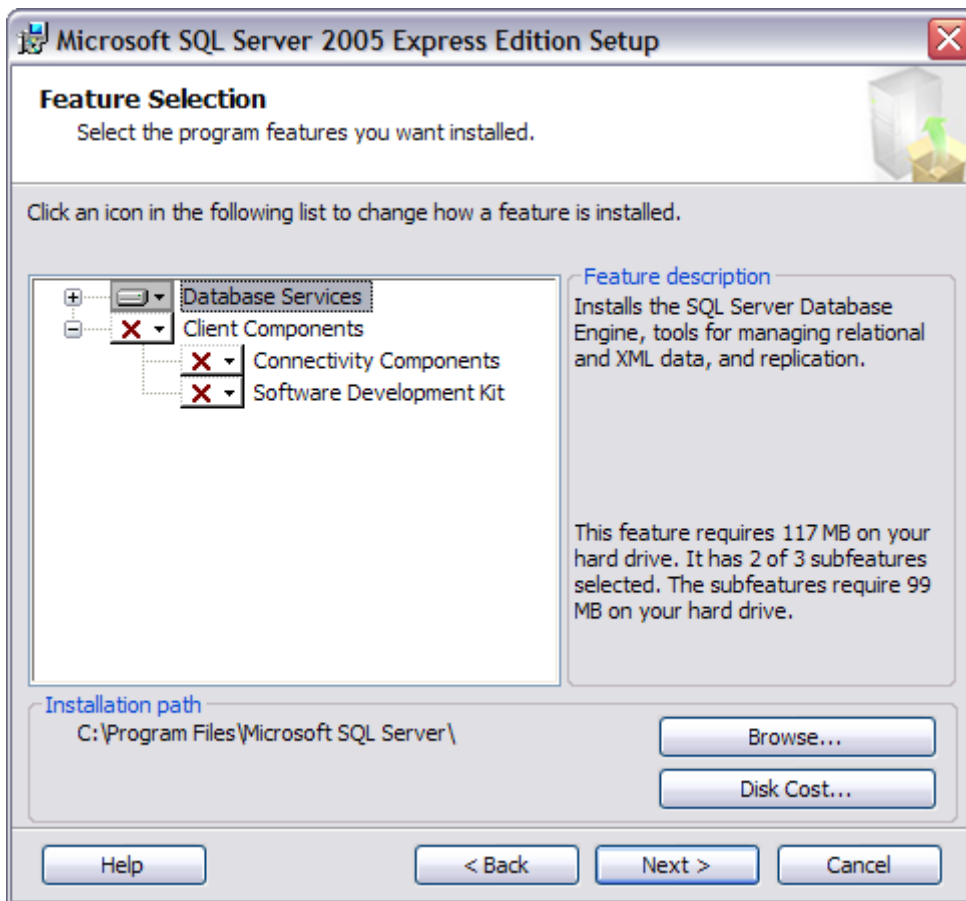 Microsoft SQL Server 2005 Express Edition Setup
Feature Selection
Select the program features you want installed.
Click an icon in the following list to change how a feature is installed.
Database Services
Client Components
Connectivity Components
Software Development Kit
Feature description
Installs the SQL Server Database
Engine, tools for managing relational
and XML data, and replication.
This feature requires 117 MB on your
hard drive. It has 2 of 3 subfeatures
selected. The subfeatures require 99
MB on your hard drive.
Installation path
C:\Program Files\Microsoft SQL Server\
Browse...
Disk Cost...
Help
< Back
Next >
Cancel